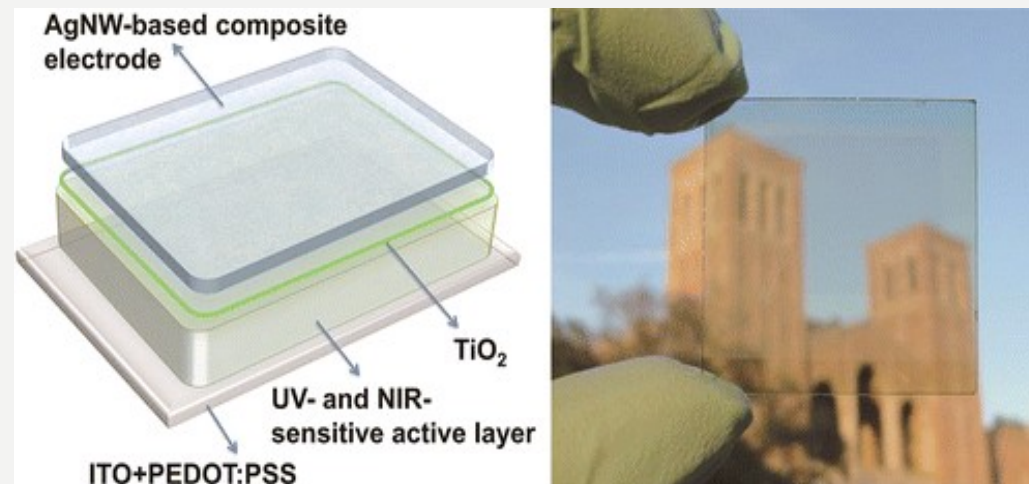 AgNW-based composite
electrode
TiO₂
UV- and NIR-
sensitive active layer
ITO+PEDOT:PSS